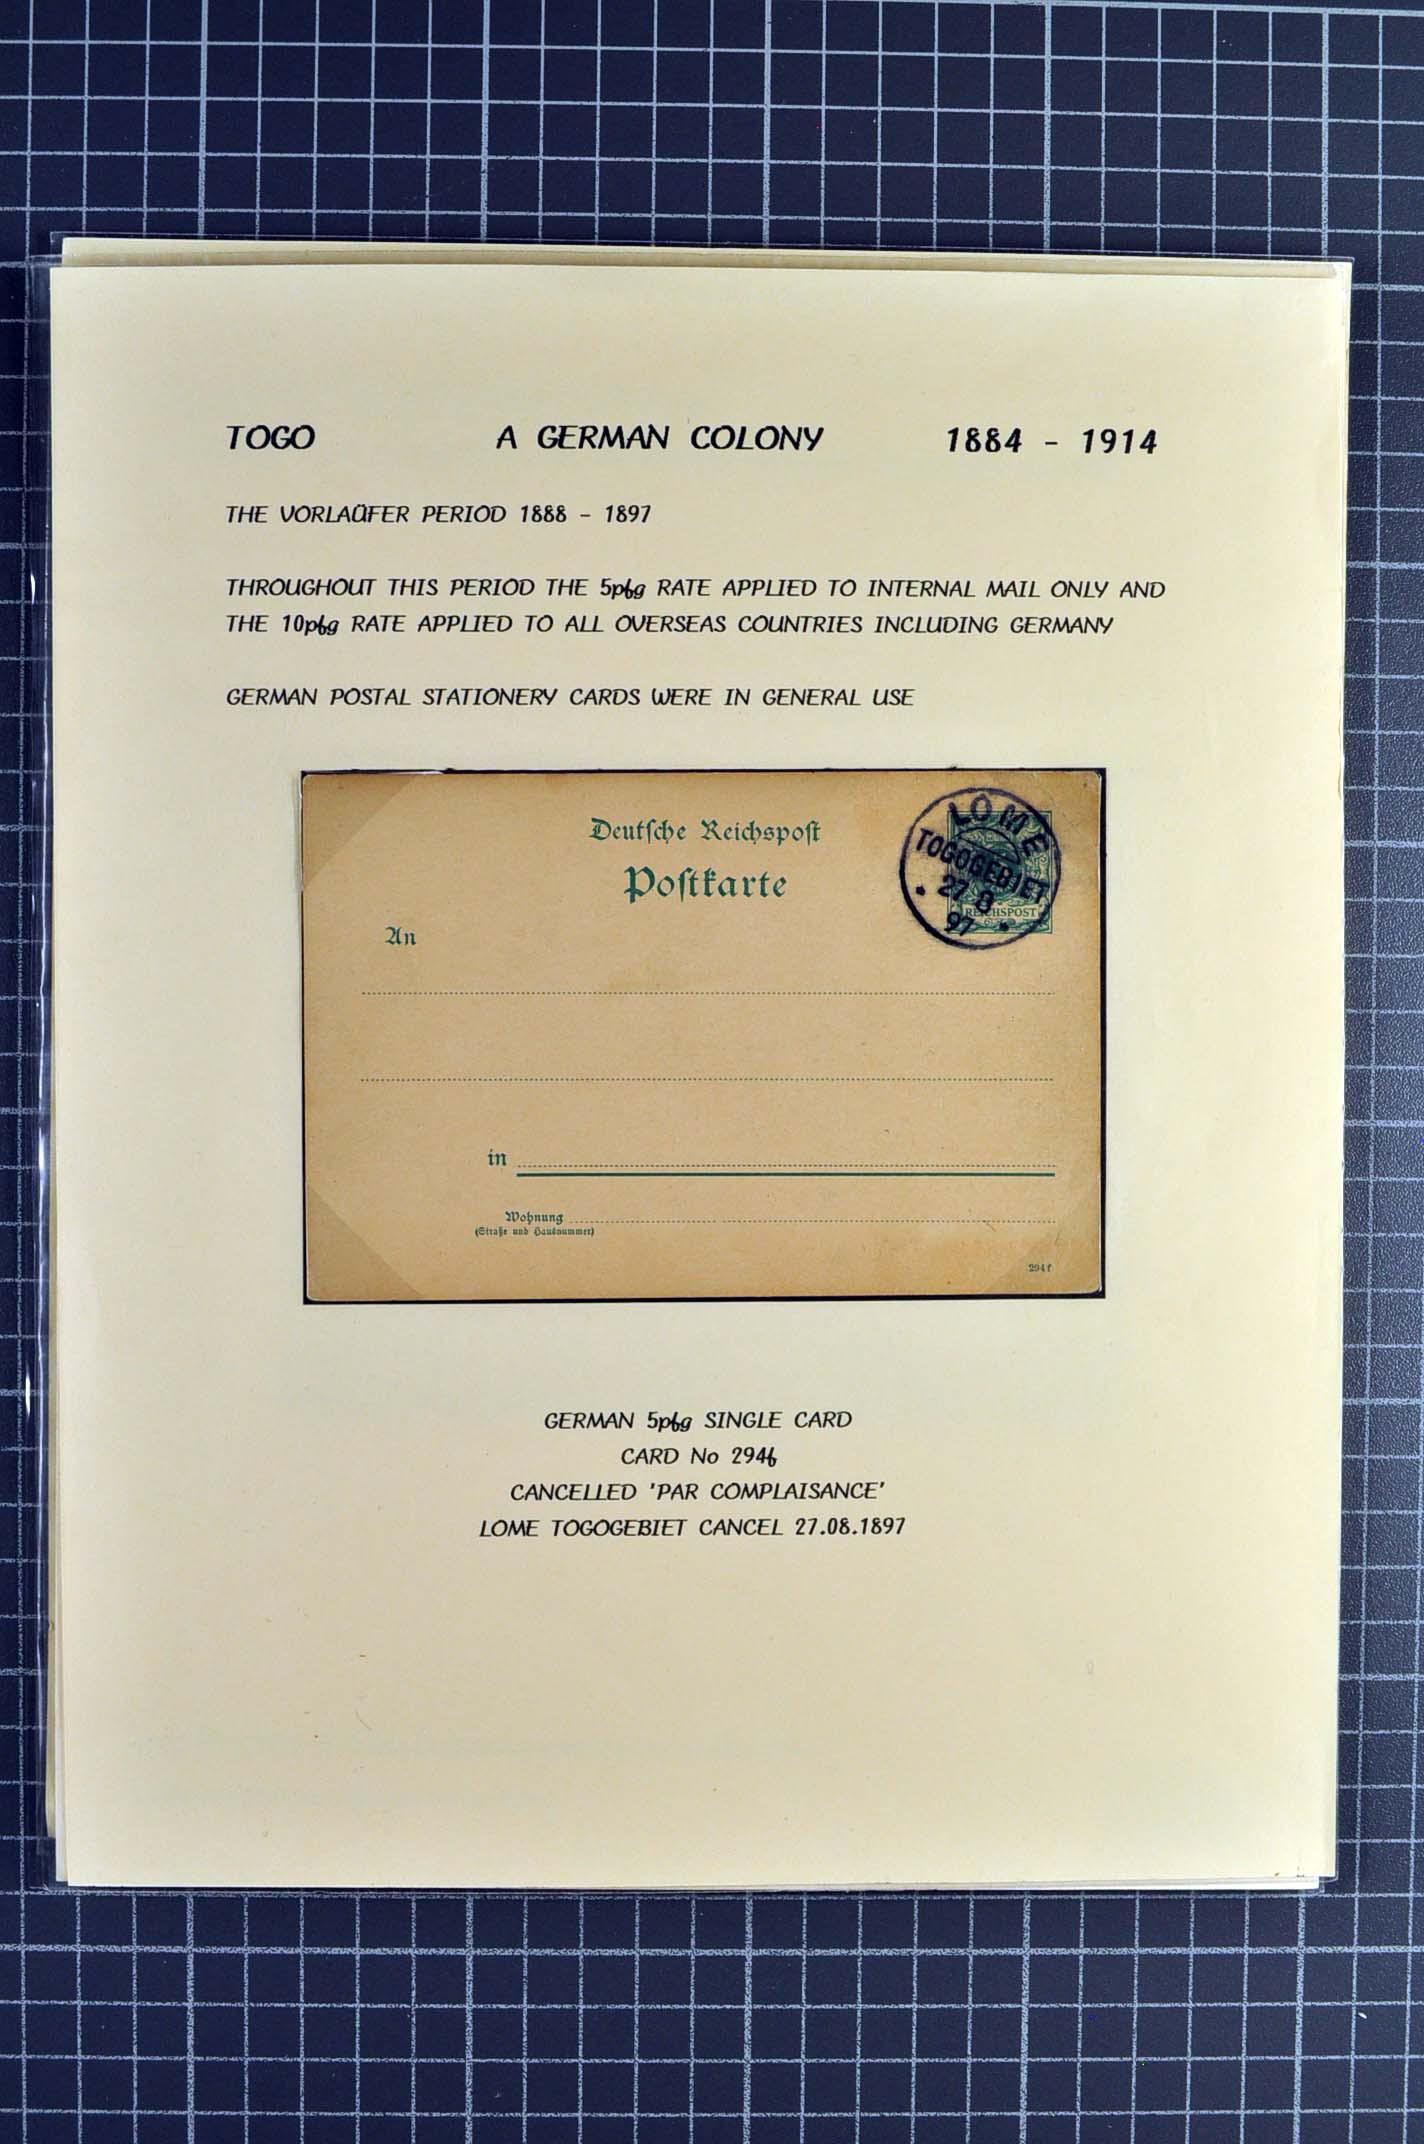 TOGO A GERMAN COLONY 1884 - 1914
THE VORLAÜFER PERIOD 1888 - 1897
THROUGHOUT THIS PERIOD THE 5pfg RATE APPLIED TO INTERNAL MAIL ONLY AND
THE 10pfg RATE APPLIED TO ALL OVERSEAS COUNTRIES INCLUDING GERMANY
GERMAN POSTAL STATIONERY CARDS WERE IN GENERAL USE
Deutsche Reichspost
Postkarte
LOME
TOGOGEBIET
27 8
97
REICHSPOST
An
in
Wohnung
(Straße und Hausnummer)
294f
GERMAN 5pfg SINGLE CARD
CARD No 294f
CANCELLED 'PAR COMPLAISANCE'
LOME TOGOGEBIET CANCEL 27.08.1897